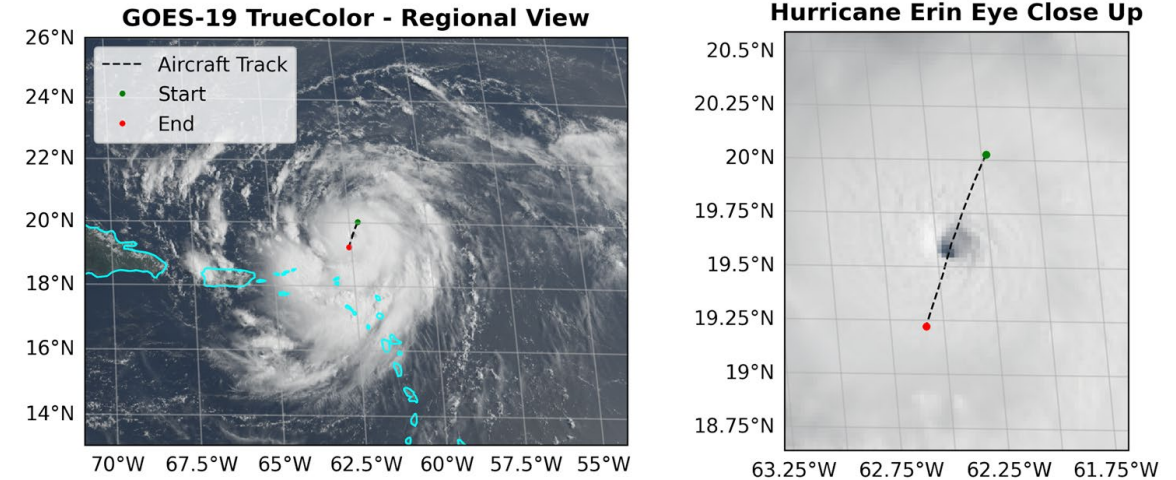 GOES-19 TrueColor - Regional View
26°N
24°N
22°N
20°N
18°N
16°N
14°N
Aircraft Track
Start
End
70°W 67.5°W 65°W 62.5°W 60°W 57.5°W 55°W
Hurricane Erin Eye Close Up
20.5°N
20.25°N
20°N
19.75°N
19.5°N
19.25°N
19°N
18.75°N
63.25°W 62.75°W 62.25°W 61.75°W